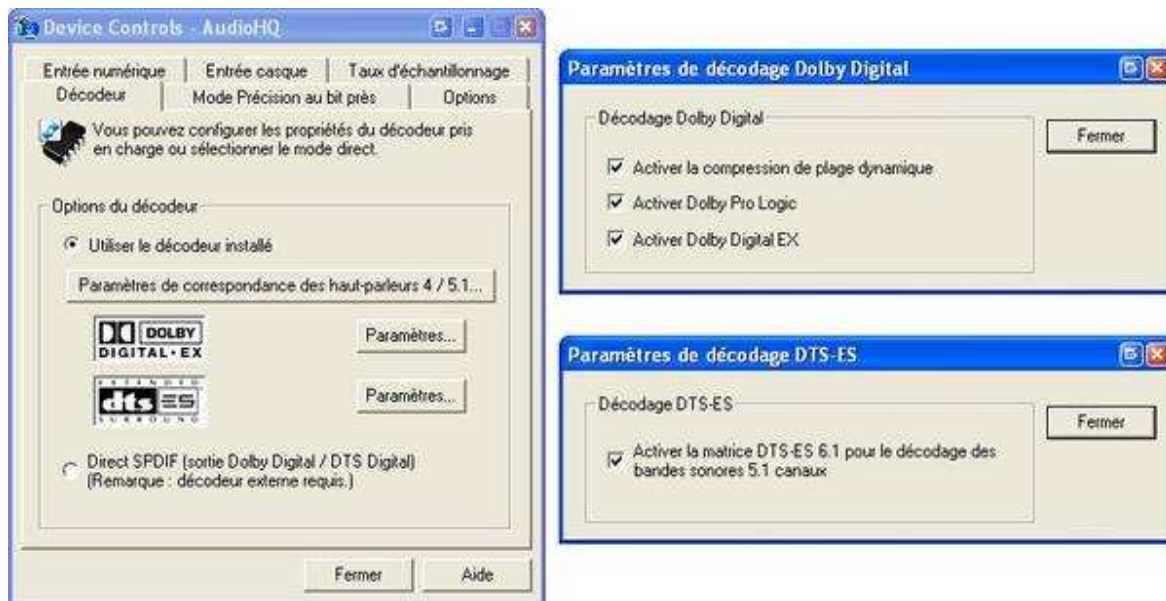 Device Controls - AudioHQ
Entrée numérique
Entrée casque
Taux d'échantillonnage
Décodeur
Mode Précision au bit près
Options
Vous pouvez configurer les propriétés du décodeur pris
en charge ou sélectionner le mode direct.
Options du décodeur
Utiliser le décodeur installé
Paramètres de correspondance des haut-parleurs 4 / 5.1...
DOLBY
DIGITAL·EX
Paramètres...
EXTENDED
dts ES
SURROUND
Paramètres...
Direct SPDIF (sortie Dolby Digital / DTS Digital)
(Remarque : décodeur externe requis.)
Fermer
Aide
Paramètres de décodage Dolby Digital
Décodage Dolby Digital
Fermer
Activer la compression de plage dynamique
Activer Dolby Pro Logic
Activer Dolby Digital EX
Paramètres de décodage DTS-ES
Décodage DTS-ES
Fermer
Activer la matrice DTS-ES 6.1 pour le décodage des
bandes sonores 5.1 canaux